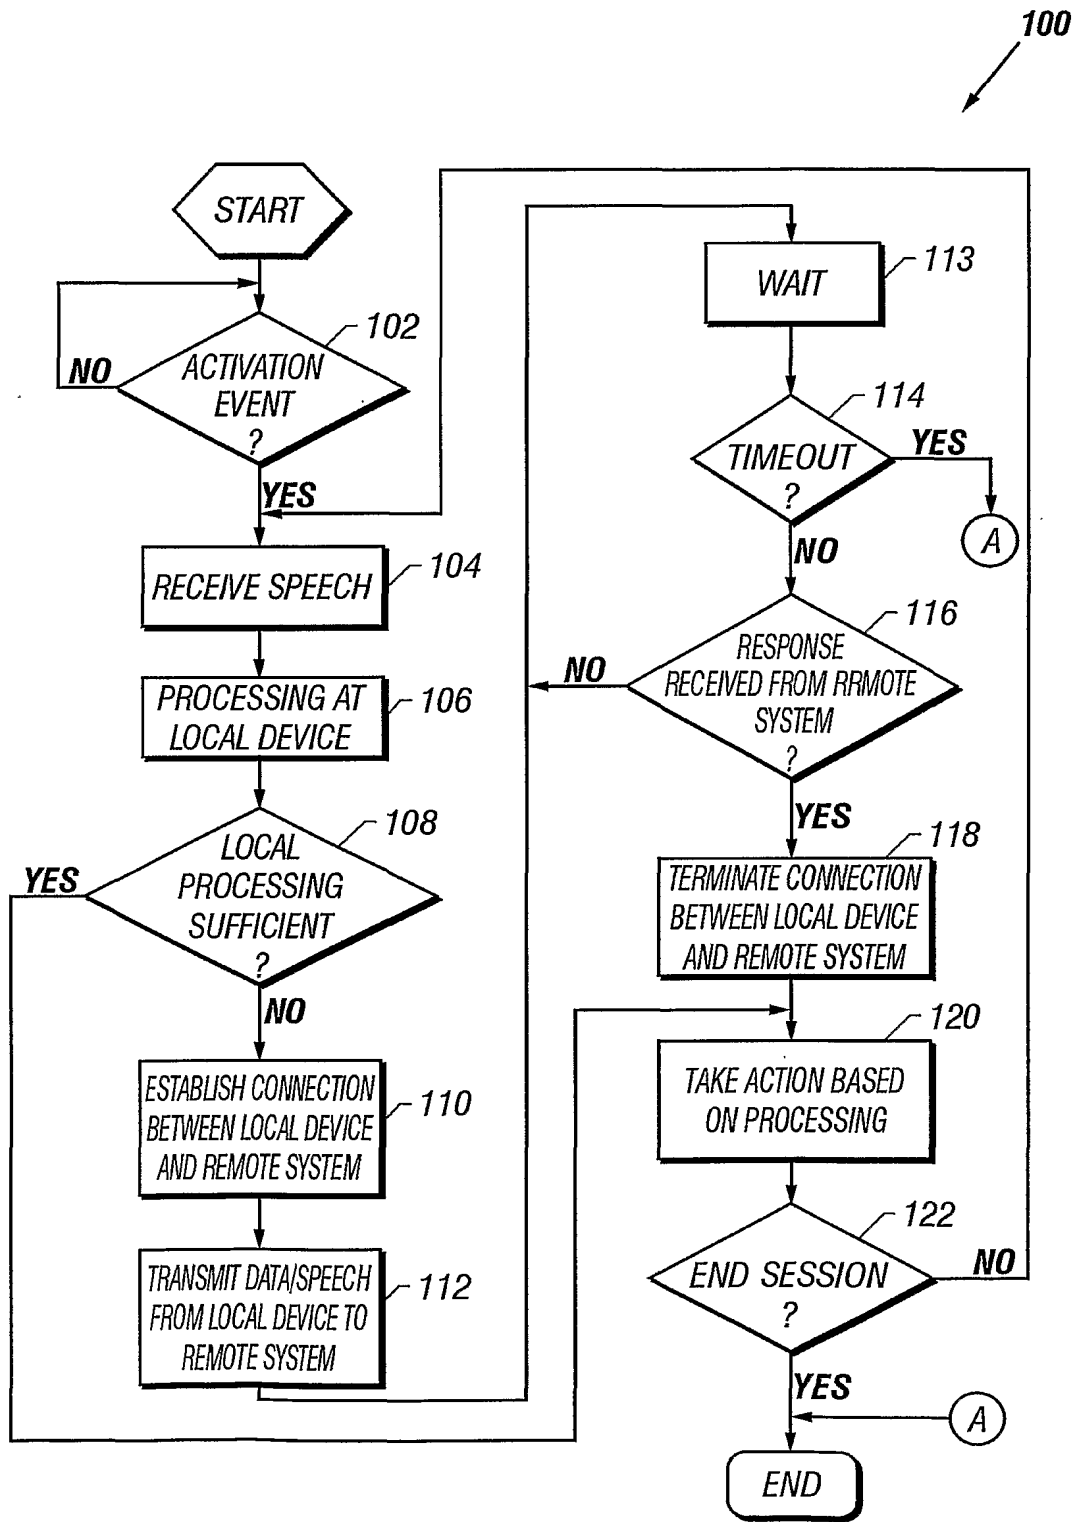 100
START
102
ACTIVATION
EVENT
?
NO
YES
RECEIVE SPEECH
104
PROCESSING AT
LOCAL DEVICE
106
108
LOCAL
PROCESSING
SUFFICIENT
?
YES
NO
ESTABLISH CONNECTION
BETWEEN LOCAL DEVICE
AND REMOTE SYSTEM
110
TRANSMIT DATA/SPEECH
FROM LOCAL DEVICE TO
REMOTE SYSTEM
112
WAIT
113
114
TIMEOUT
?
YES
A
NO
116
RESPONSE
RECEIVED FROM RRMOTE
SYSTEM
?
NO
YES
118
TERMINATE CONNECTION
BETWEEN LOCAL DEVICE
AND REMOTE SYSTEM
120
TAKE ACTION BASED
ON PROCESSING
122
END SESSION
?
NO
YES
A
END